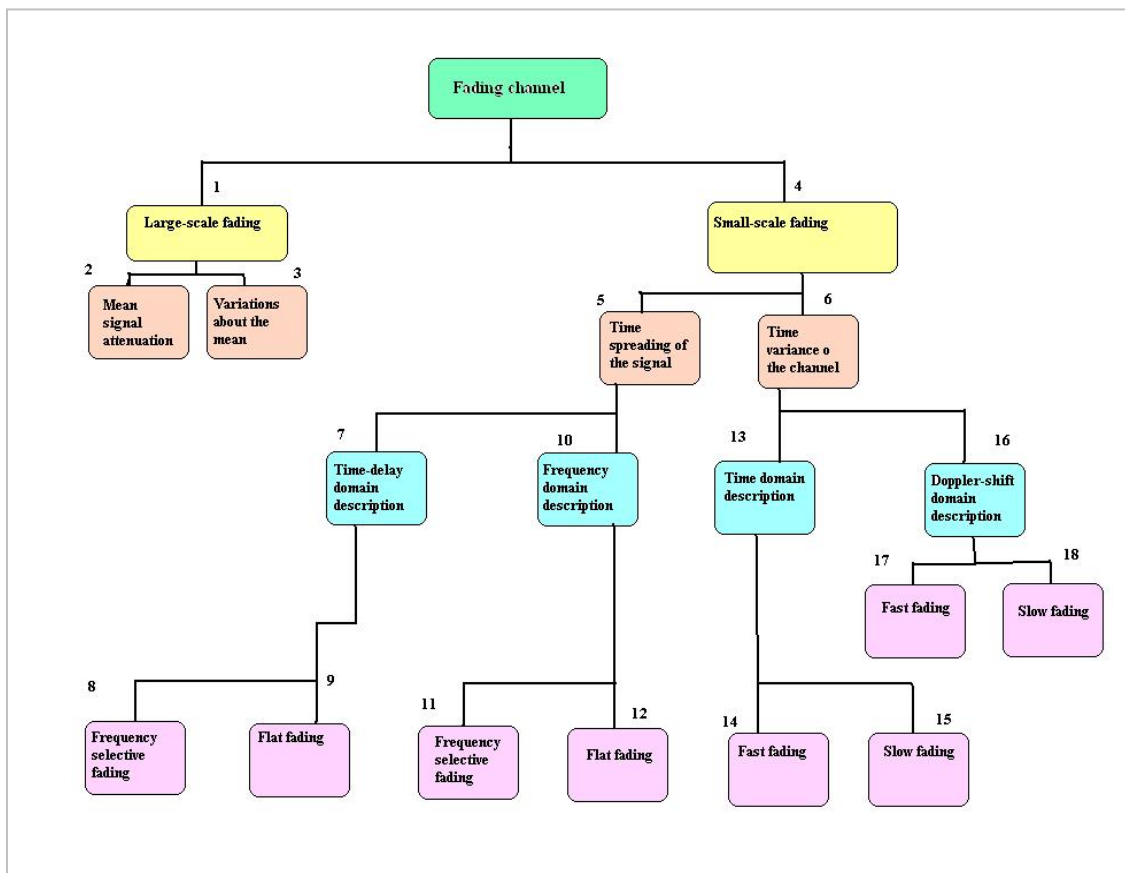 Fading channel
1
4
Large-scale fading
Small-scale fading
2
3
Mean
signal
attenuation
Variations
about the
mean
5
6
Time
spreading of
the signal
Time
variance o
the channel
7
10
13
16
Time-delay
domain
description
Frequency
domain
description
Time domain
description
Doppler-shift
domain
description
17
18
Fast fading
Slow fading
8
9
11
12
14
15
Frequency
selective
fading
Flat fading
Frequency
selective
fading
Flat fading
Fast fading
Slow fading